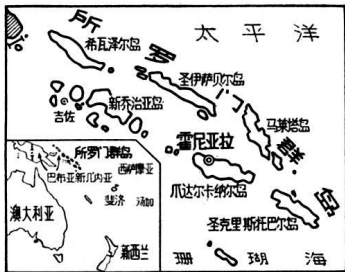 所罗门群岛
太平洋
希瓦泽尔岛
圣伊萨贝尔岛
新乔治亚岛
吉佐
马莱塔岛
霍尼亚拉
瓜达尔卡纳尔岛
圣克里斯托巴尔岛
珊瑚海
所罗门群岛
西萨摩亚
巴布亚新几内亚
斐济
汤加
澳大利亚
新西兰